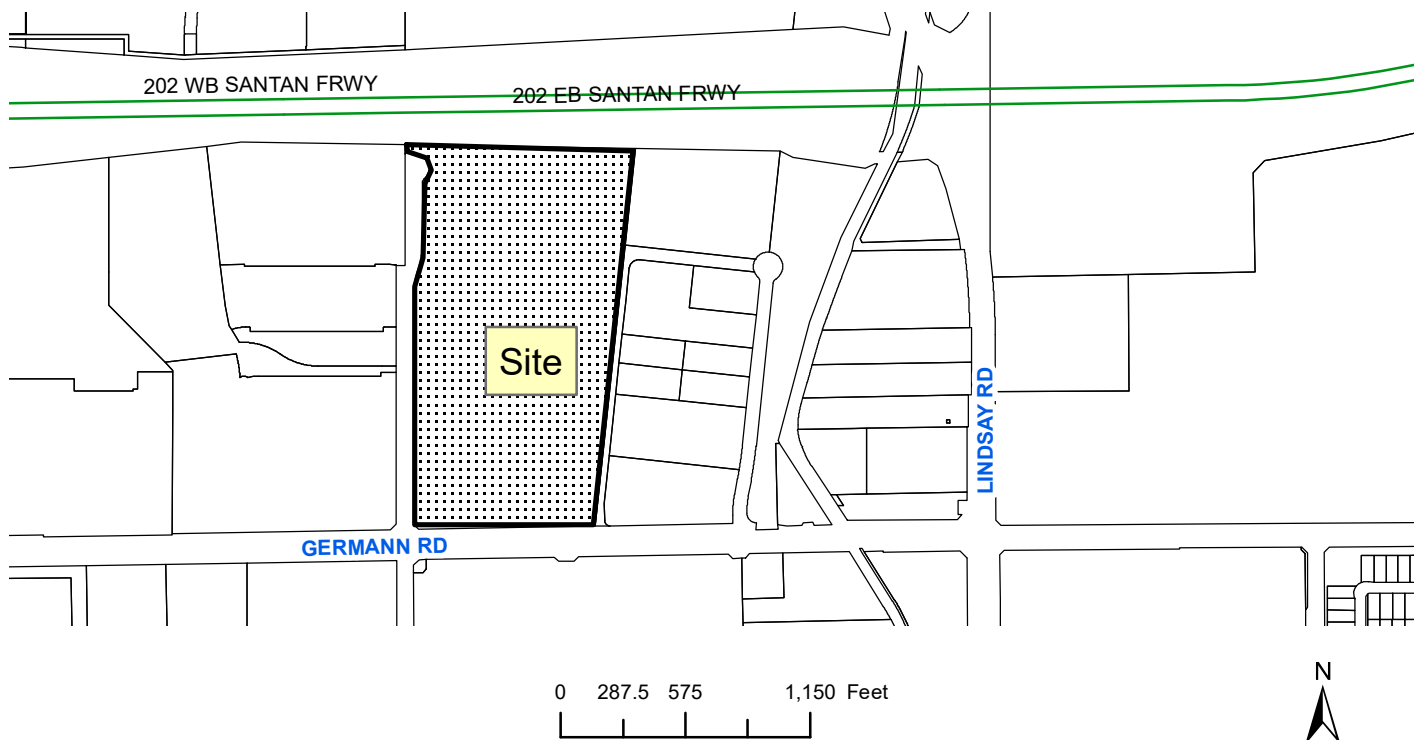 202 WB SANTAN FRWY
202 EB SANTAN FRWY
Site
LINDSAY RD
GERMANN RD
0 287.5 575 1,150 Feet
N